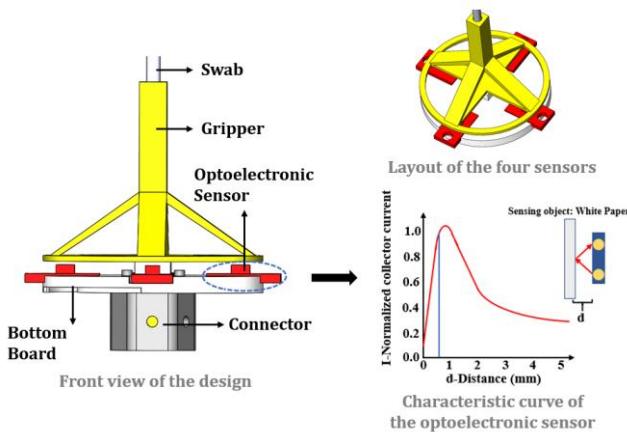 Swab
Gripper
Optoelectronic
Sensor
Bottom
Board
Connector
Front view of the design
Layout of the four sensors
Sensing object: White Paper
I-Normalized collector current
1.0
0.8
0.6
0.4
0.2
0.0
d
0 1 2 3 4 5
d-Distance (mm)
Characteristic curve of
the optoelectronic sensor